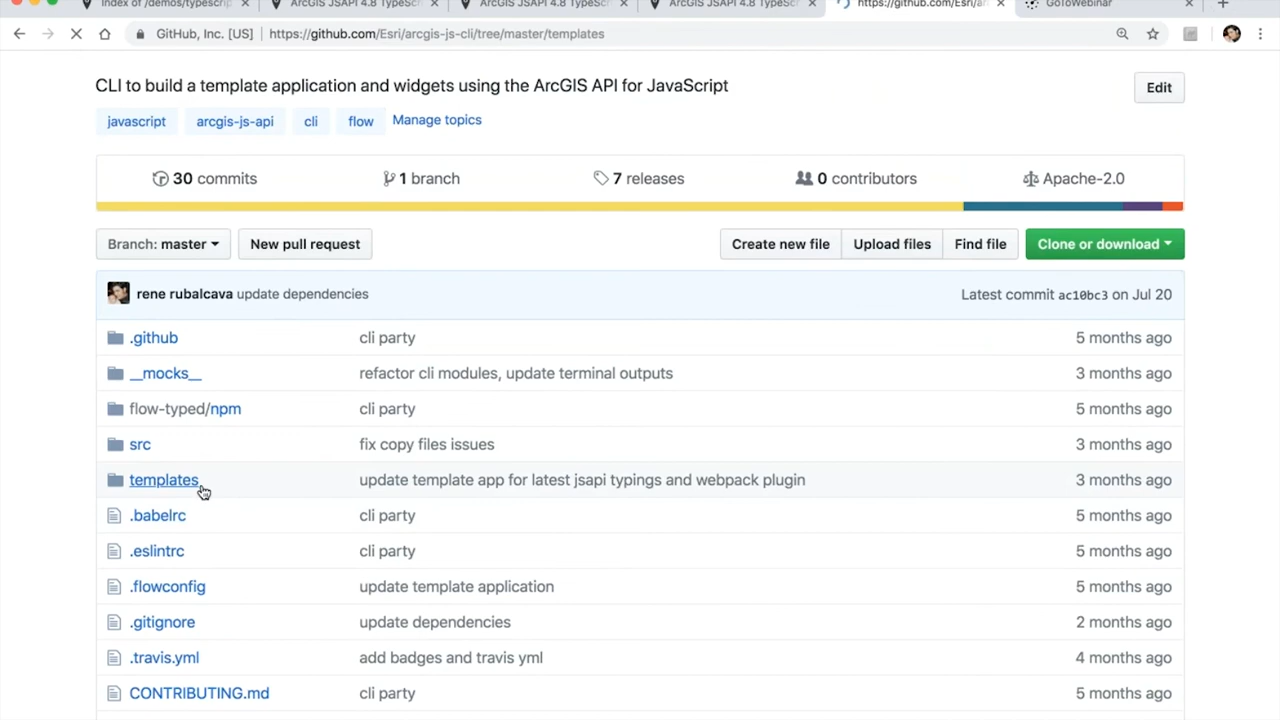 Index of /demos/typescrip
ArcGIS JSAPI 4.8 TypeScr
ArcGIS JSAPI 4.8 TypeScr
ArcGIS JSAPI 4.8 TypeSc
https://github.com/Esri/ar
GoToWebinar
GitHub, Inc. [US] | https://github.com/Esri/arcgis-js-cli/tree/master/templates
CLI to build a template application and widgets using the ArcGIS API for JavaScript
Edit
javascript arcgis-js-api cli flow Manage topics
30 commits 1 branch 7 releases 0 contributors Apache-2.0
Branch: master New pull request Create new file Upload files Find file Clone or download
rene rubalcava update dependencies Latest commit ac10bc3 on Jul 20
.github cli party 5 months ago
__mocks__ refactor cli modules, update terminal outputs 3 months ago
flow-typed/npm cli party 5 months ago
src fix copy files issues 3 months ago
templates update template app for latest jsapi typings and webpack plugin 3 months ago
.babelrc cli party 5 months ago
.eslintrc cli party 5 months ago
.flowconfig update template application 5 months ago
.gitignore update dependencies 2 months ago
.travis.yml add badges and travis yml 4 months ago
CONTRIBUTING.md cli party 5 months ago